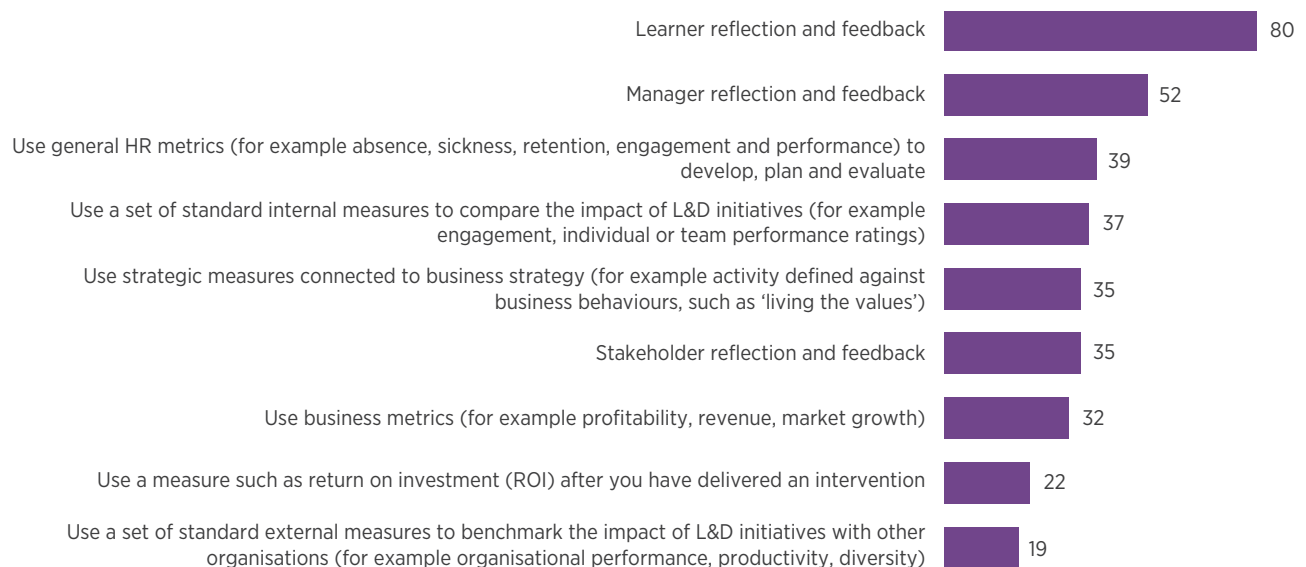 Learner reflection and feedback 80
Manager reflection and feedback 52
Use general HR metrics (for example absence, sickness, retention, engagement and performance) to
develop, plan and evaluate 39
Use a set of standard internal measures to compare the impact of L&D initiatives (for example
engagement, individual or team performance ratings) 37
Use strategic measures connected to business strategy (for example activity defined against
business behaviours, such as ‘living the values’) 35
Stakeholder reflection and feedback 35
Use business metrics (for example profitability, revenue, market growth) 32
Use a measure such as return on investment (ROI) after you have delivered an intervention 22
Use a set of standard external measures to benchmark the impact of L&D initiatives with other
organisations (for example organisational performance, productivity, diversity) 19